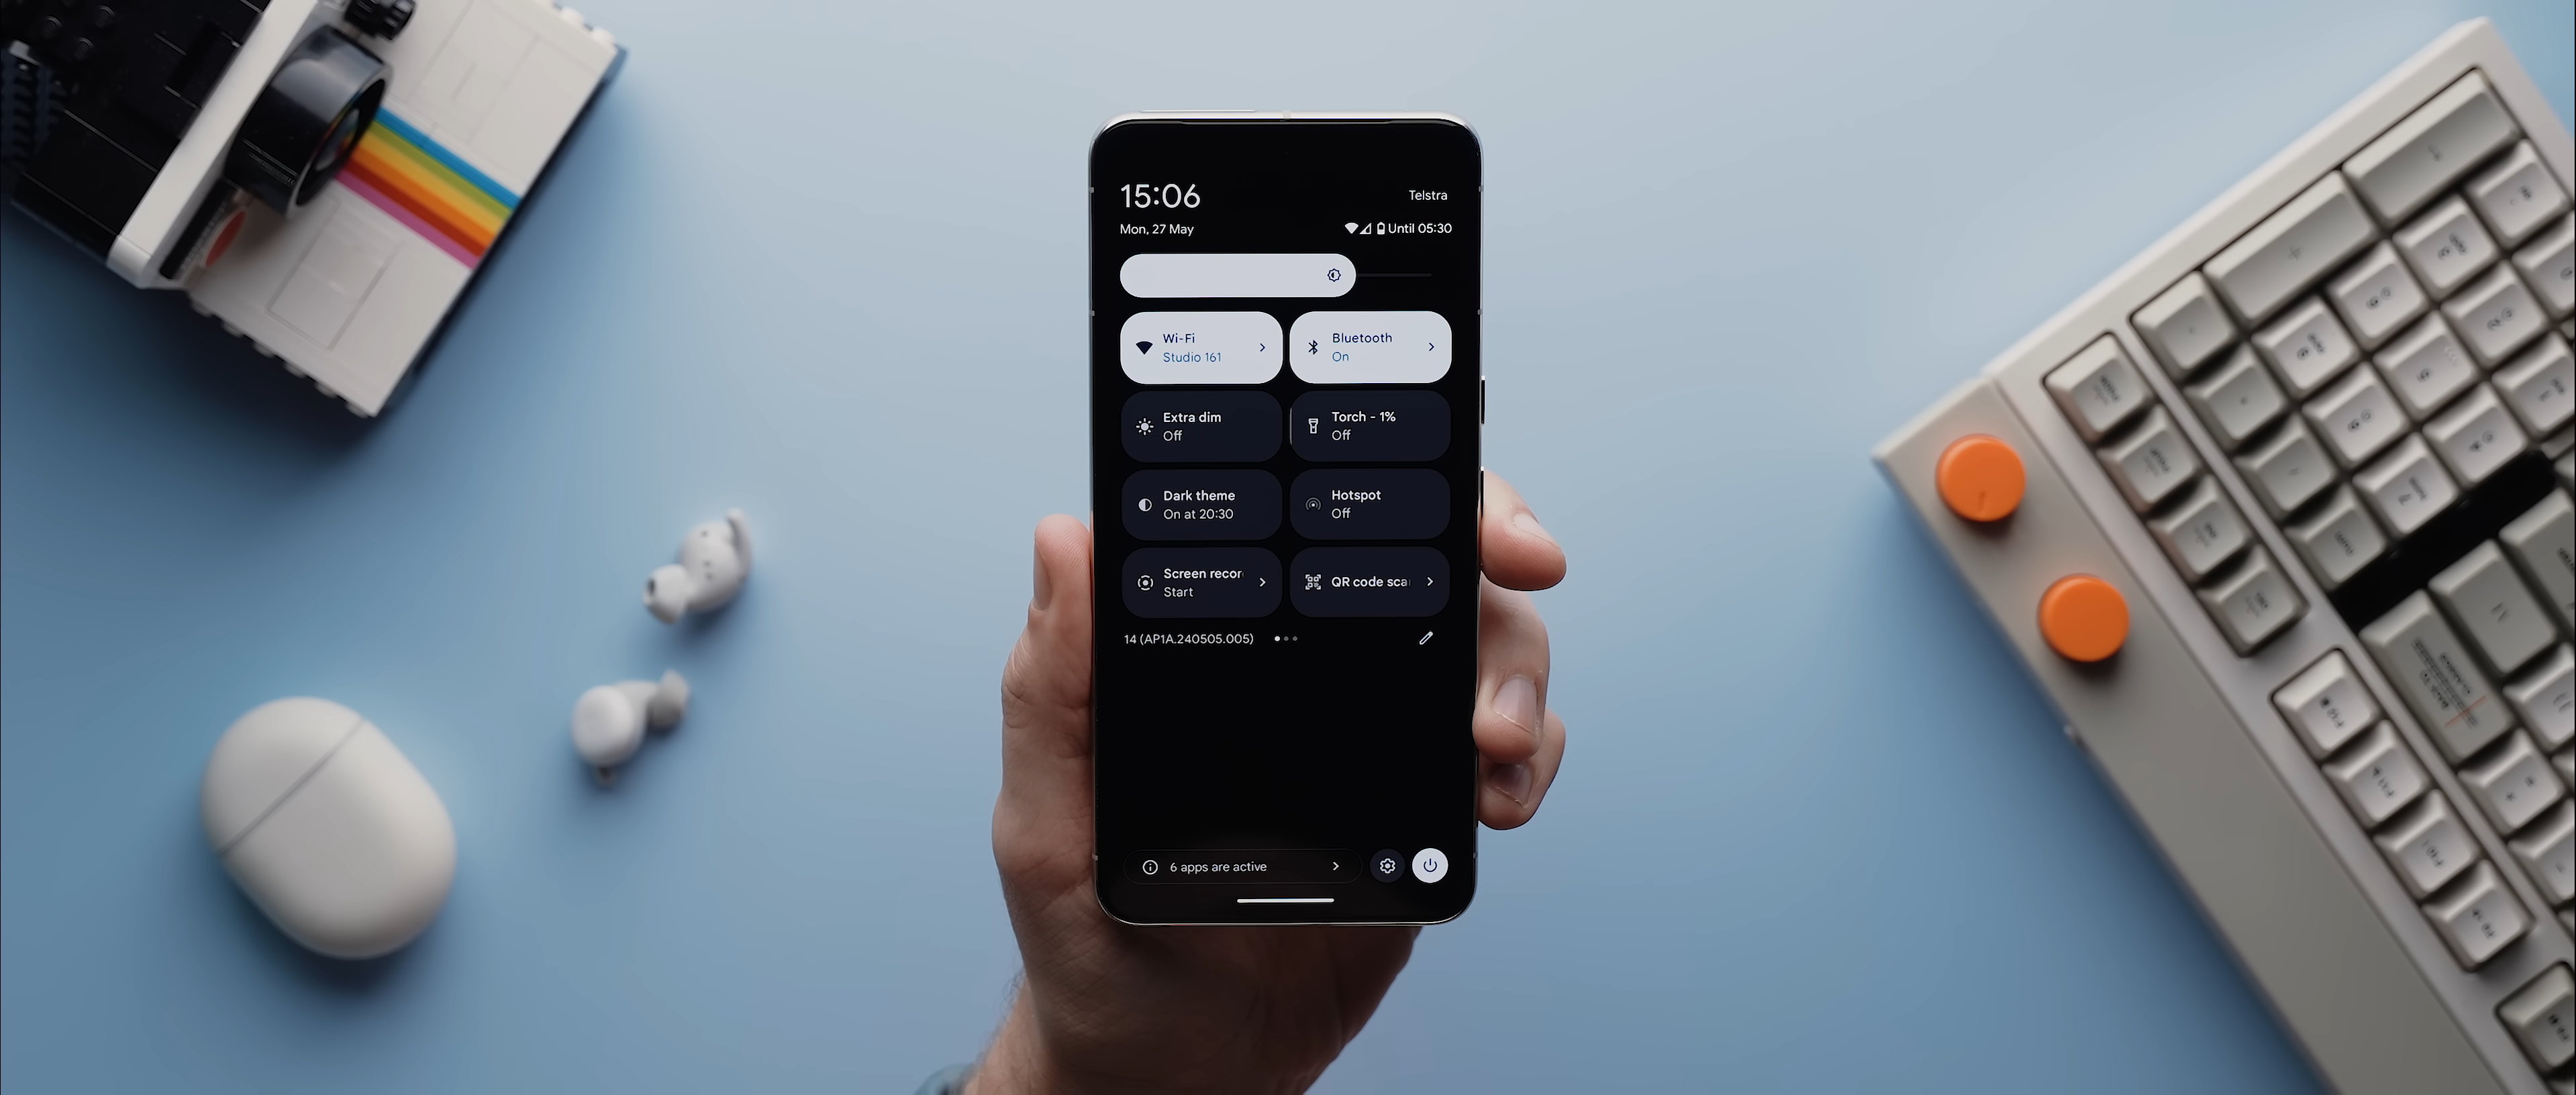 15:06
Telstra
Mon, 27 May
Until 05:30
Wi-Fi
Studio 161
Bluetooth
On
Extra dim
Off
Torch - 1%
Off
Dark theme
On at 20:30
Hotspot
Off
Screen recor
Start
QR code sca
14 (AP1A.240505.005)
6 apps are active